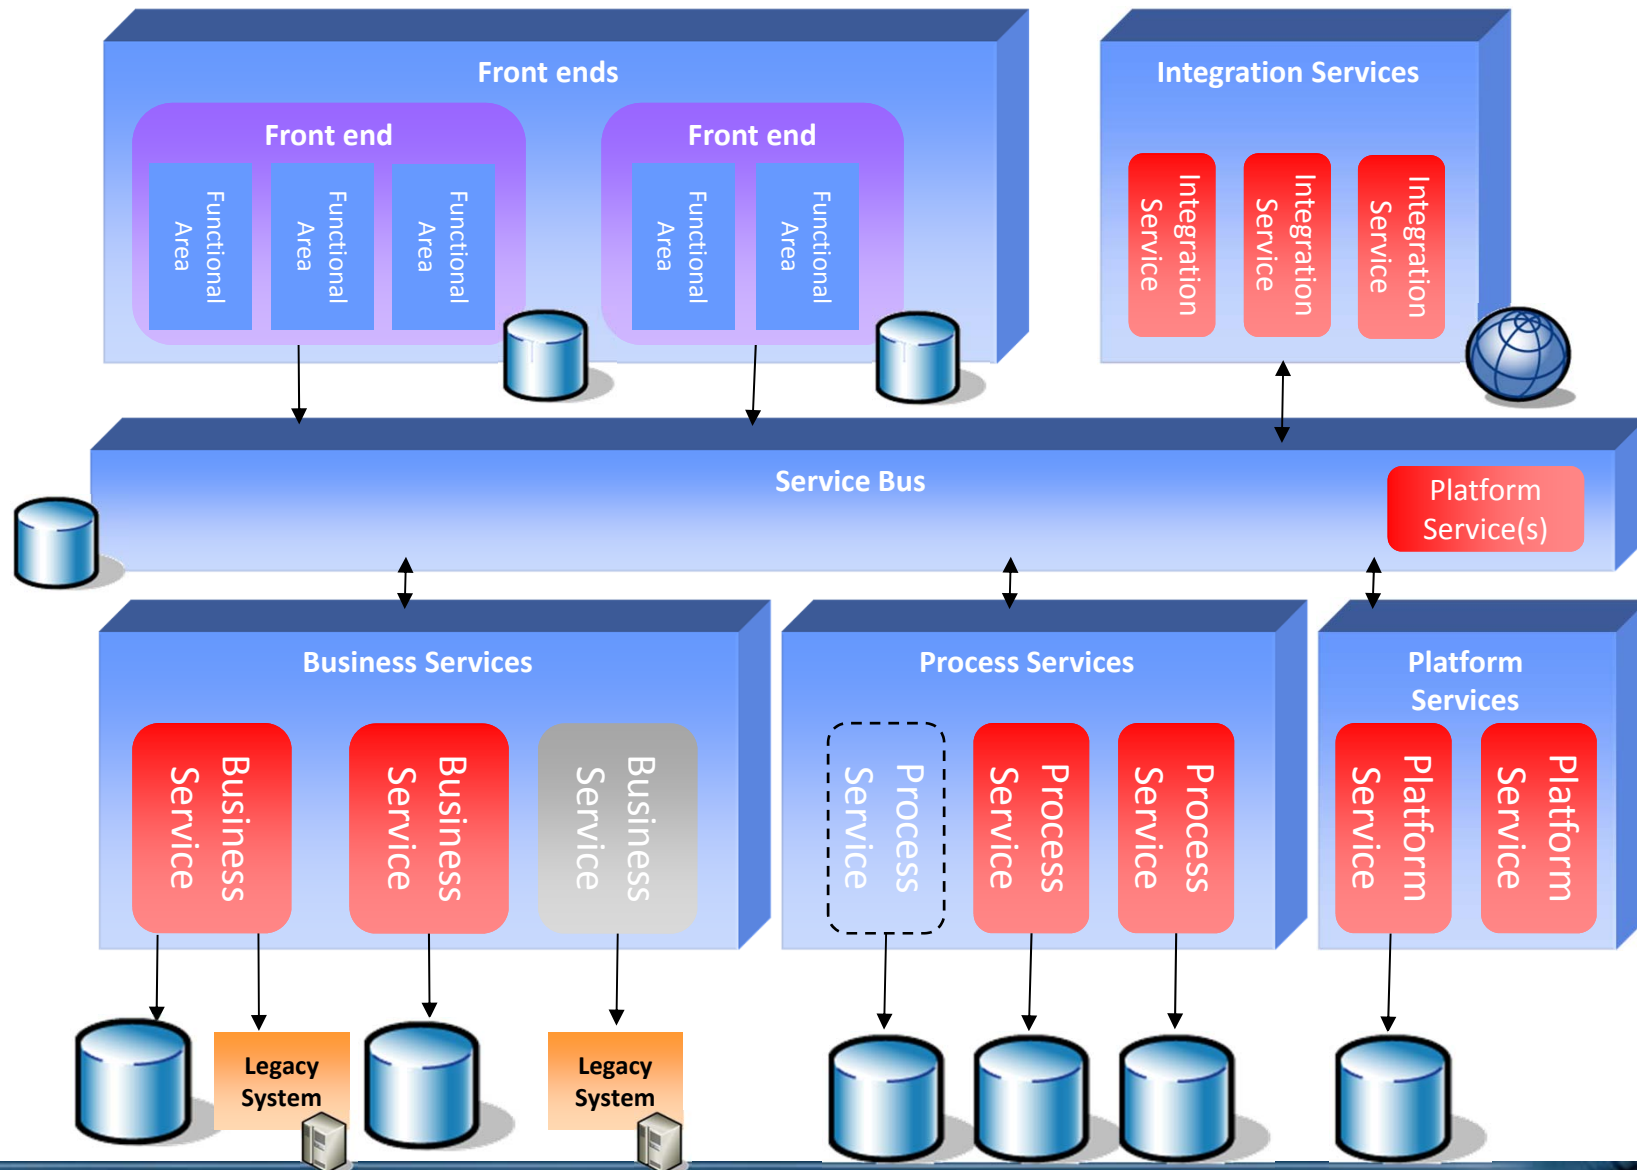 Front ends
Front end
Functional
Area
Functional
Area
Functional
Area
Front end
Functional
Area
Functional
Area
Integration Services
Integration
Service
Integration
Service
Integration
Service
Service Bus
Platform
Service(s)
Business Services
Business
Service
Business
Service
Business
Service
Process Services
Process
Service
Process
Service
Process
Service
Platform
Services
Platform
Service
Platform
Service
Legacy
System
Legacy
System